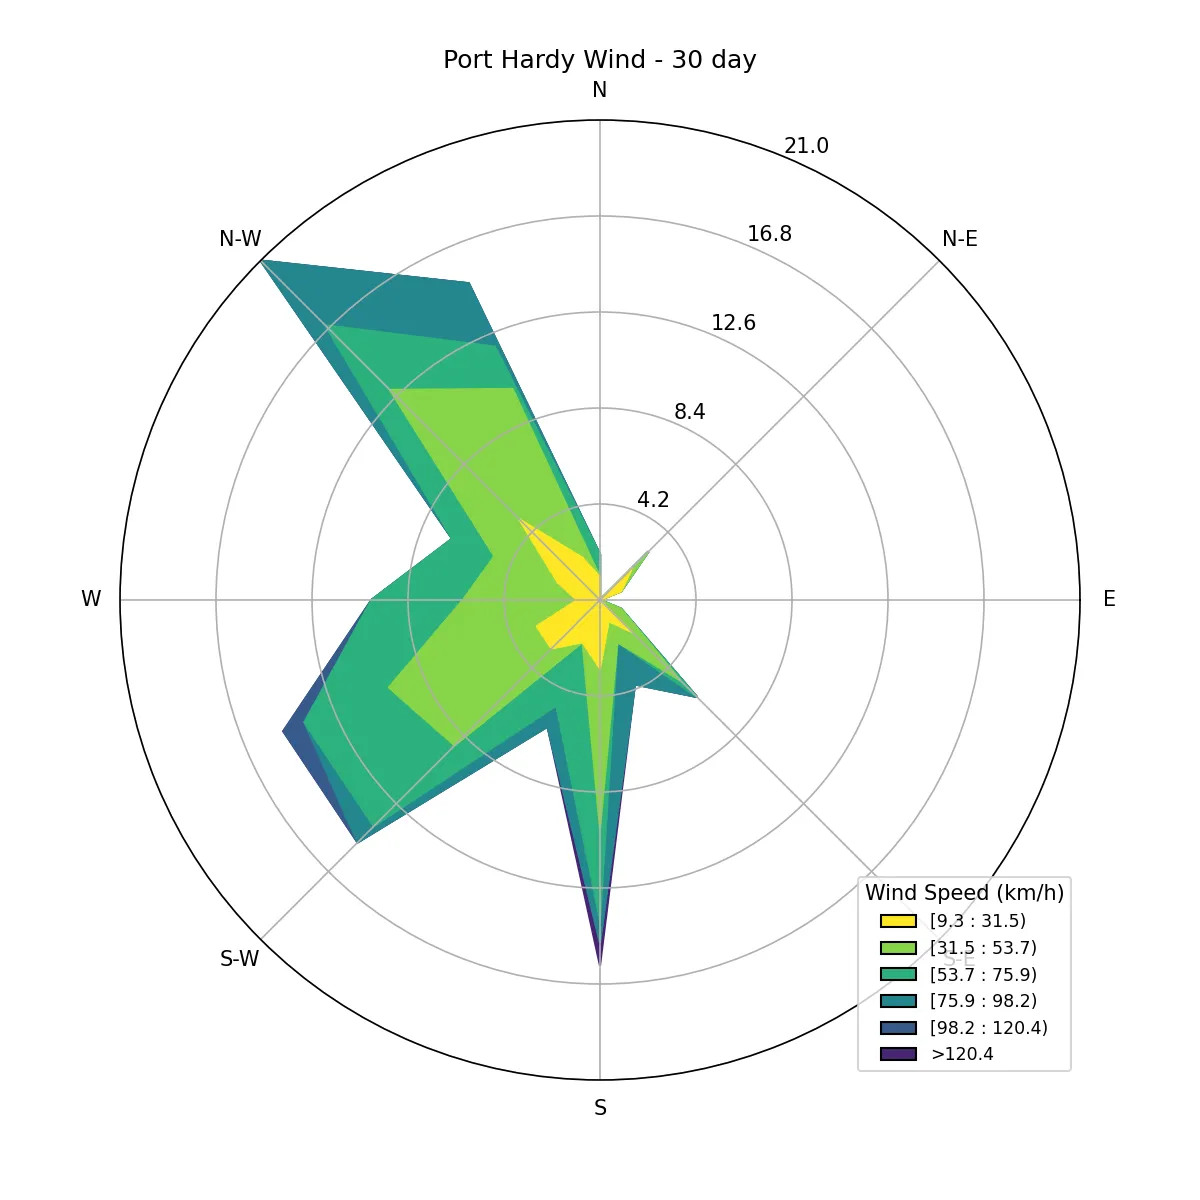 Port Hardy Wind - 30 day
N
21.0
N-W
16.8
N-E
12.6
8.4
4.2
W
E
S-W
S-E
S
Wind Speed (km/h)
[9.3 : 31.5)
[31.5 : 53.7)
[53.7 : 75.9)
[75.9 : 98.2)
[98.2 : 120.4)
>120.4